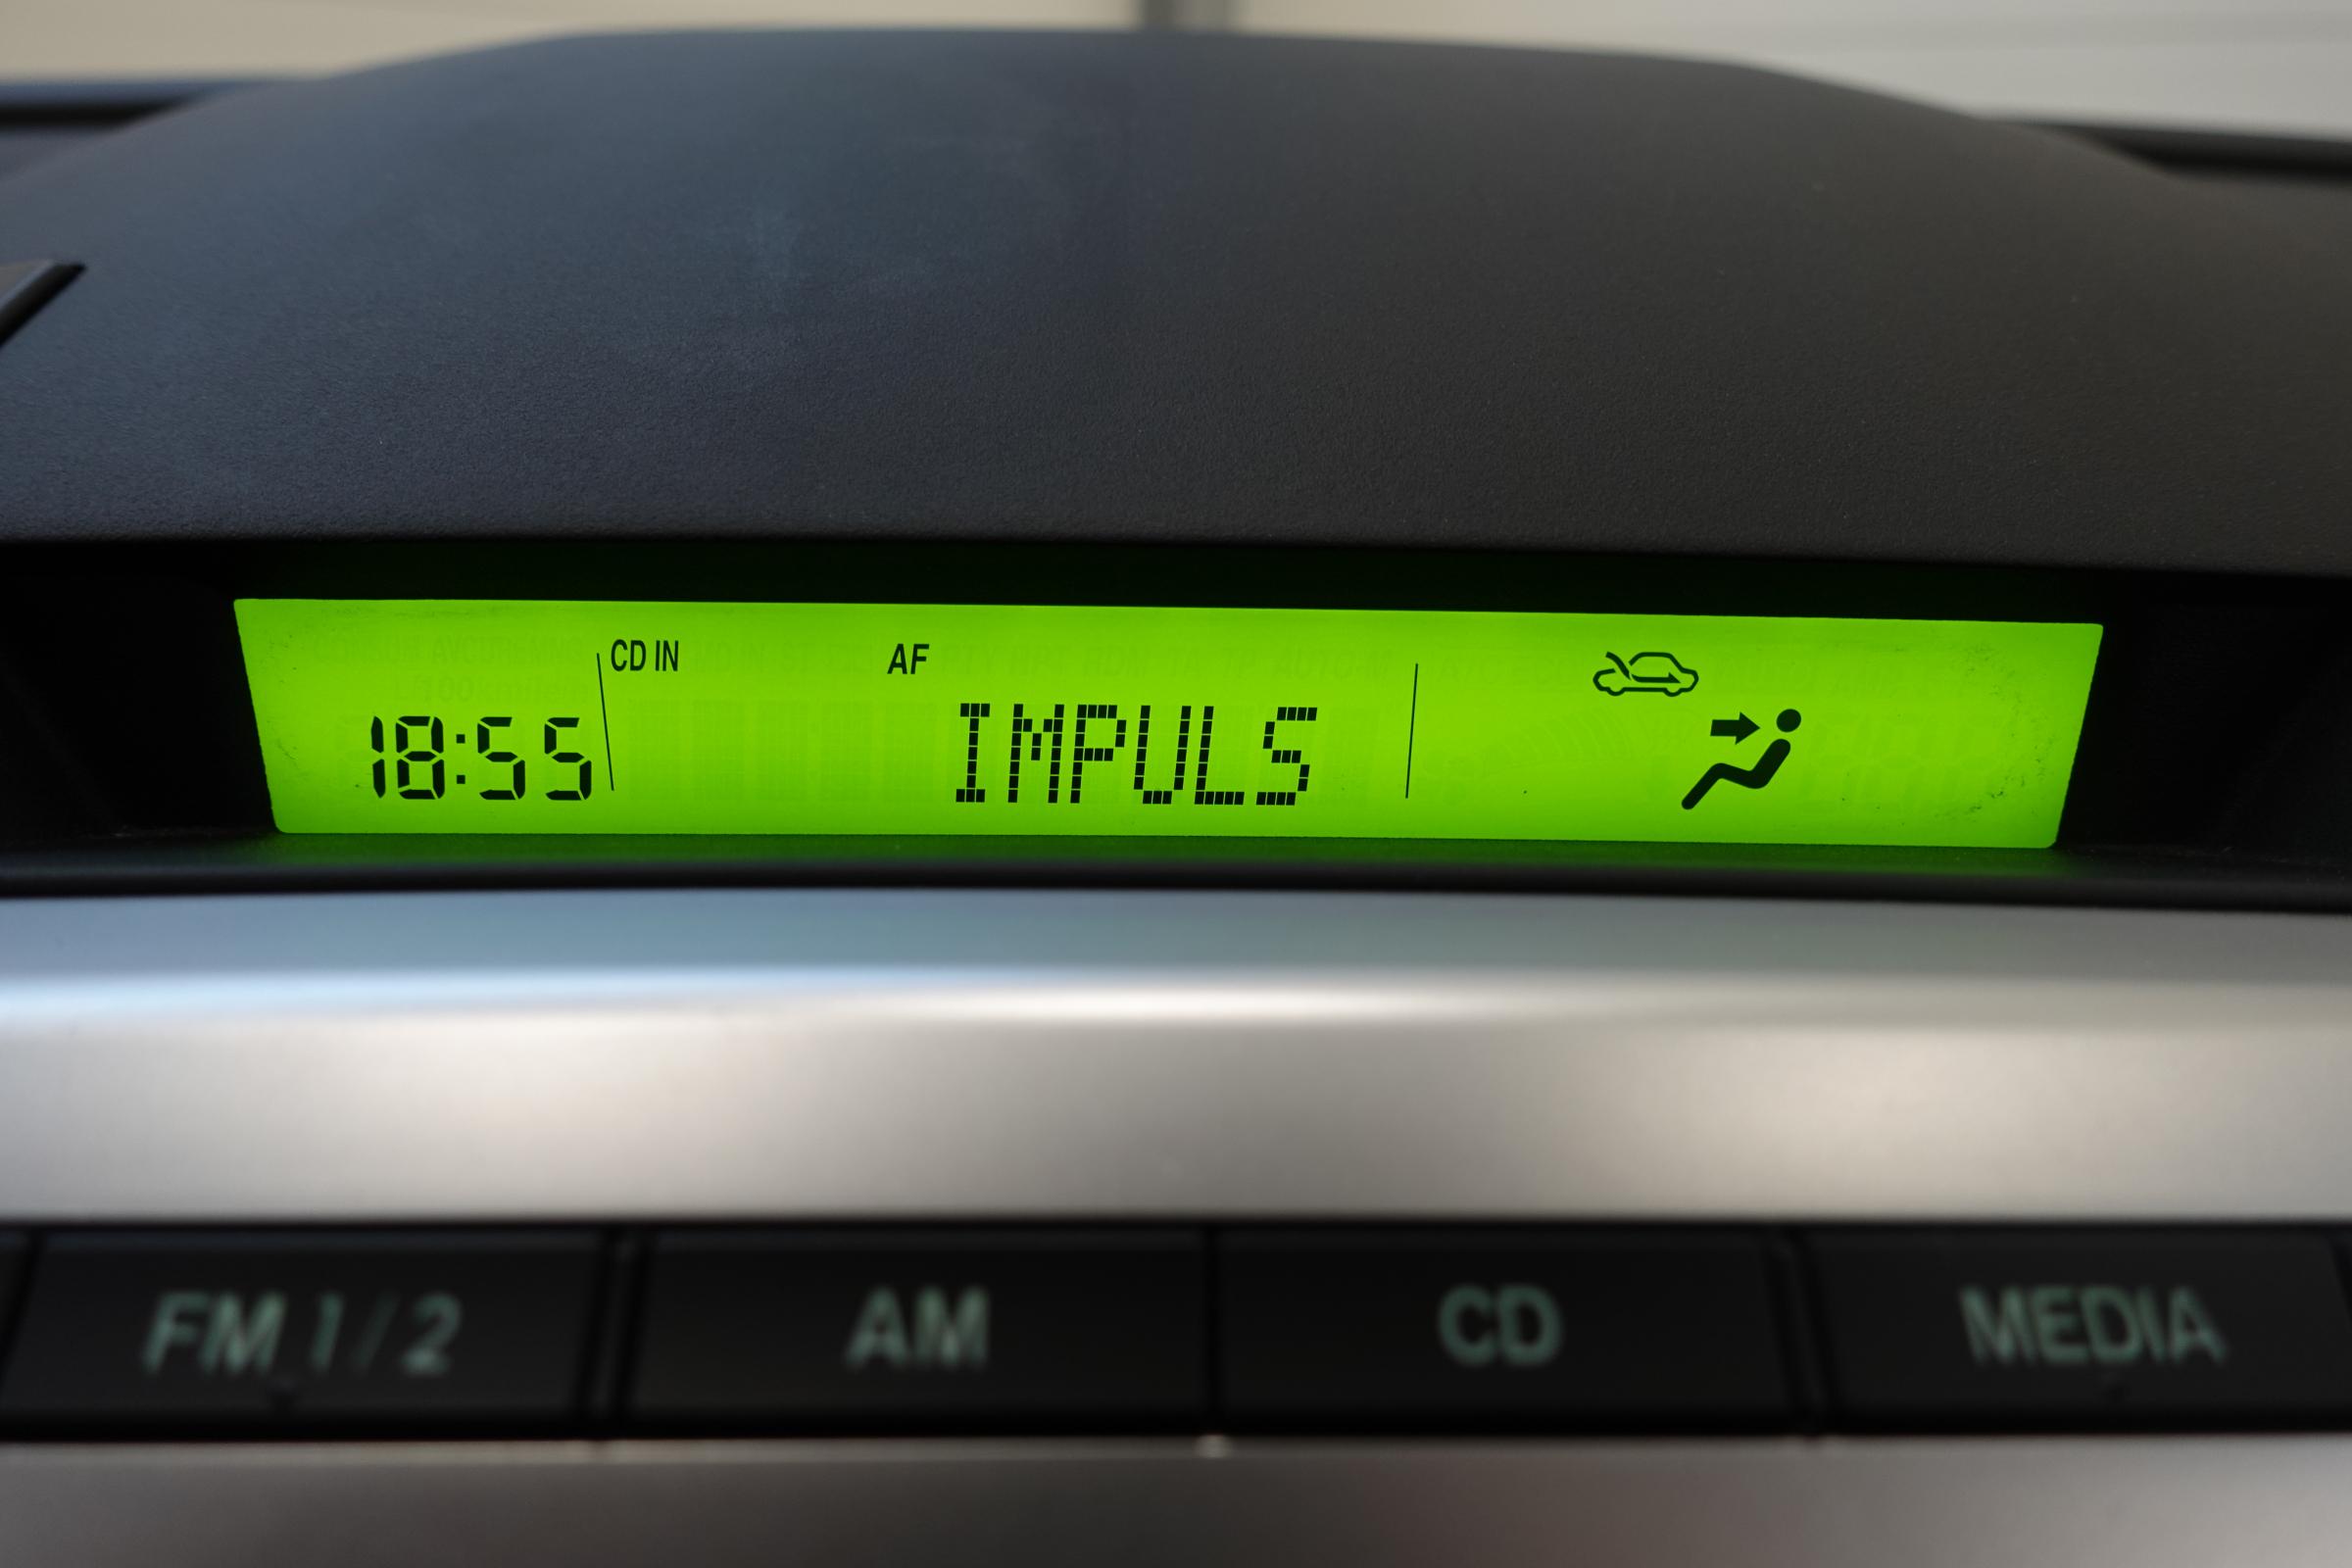 CD IN AF
18:55 IMPULS
FM 1/2 AM CD MEDIA